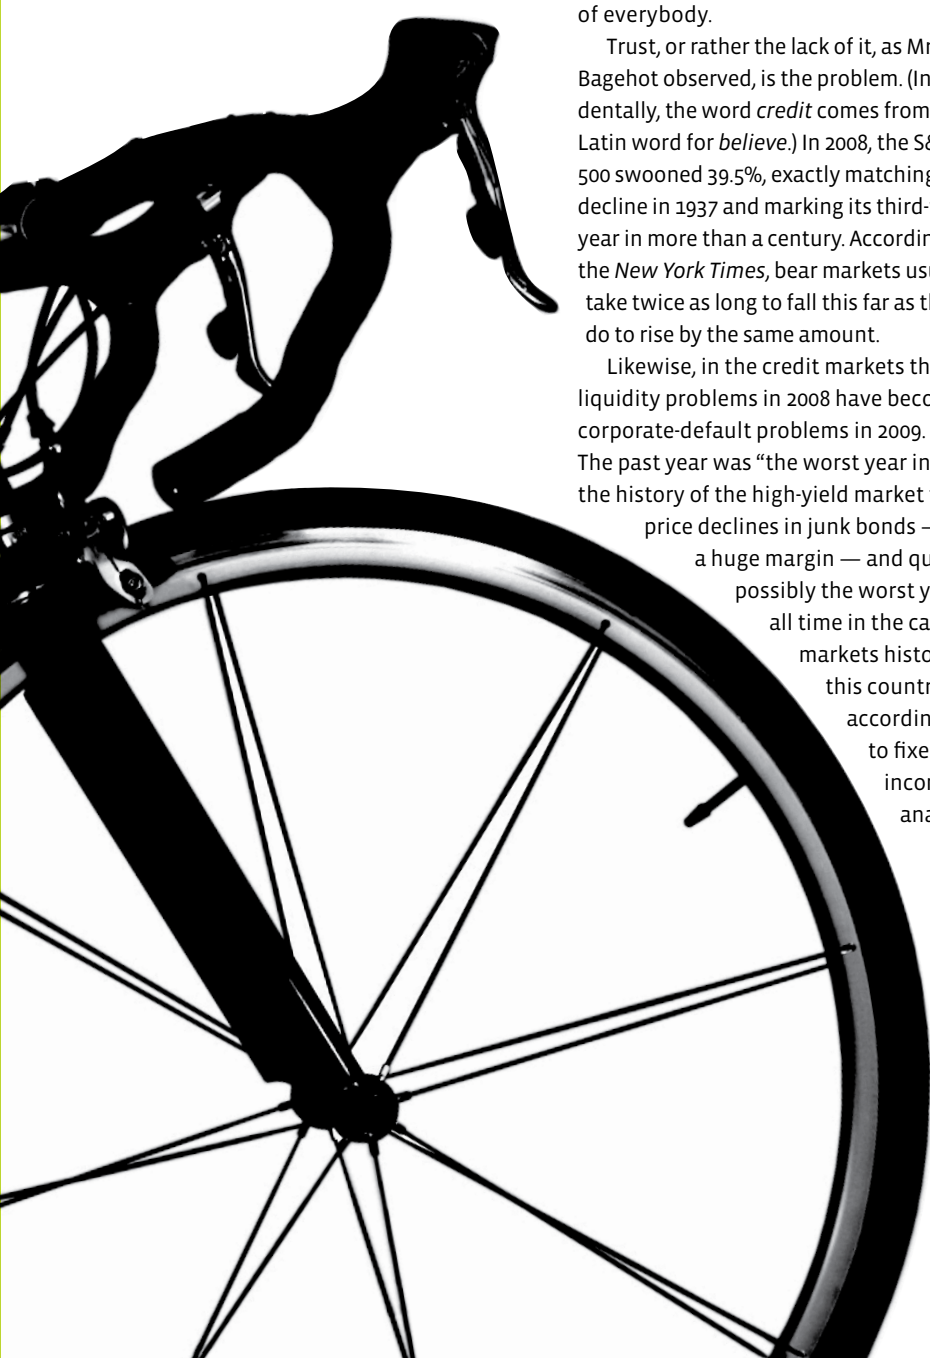 of everybody.
Trust, or rather the lack of it, as Mr
Bagehot observed, is the problem. (In
dentally, the word credit comes from
Latin word for believe.) In 2008, the S&
500 swooned 39.5%, exactly matching
decline in 1937 and marking its third-
year in more than a century. Accordin
the New York Times, bear markets usu
take twice as long to fall this far as th
do to rise by the same amount.
Likewise, in the credit markets th
liquidity problems in 2008 have beco
corporate-default problems in 2009.
The past year was “the worst year in
the history of the high-yield market
price declines in junk bonds —
a huge margin — and qu
possibly the worst y
all time in the ca
markets histo
this countr
accordin
to fixe
incor
ana